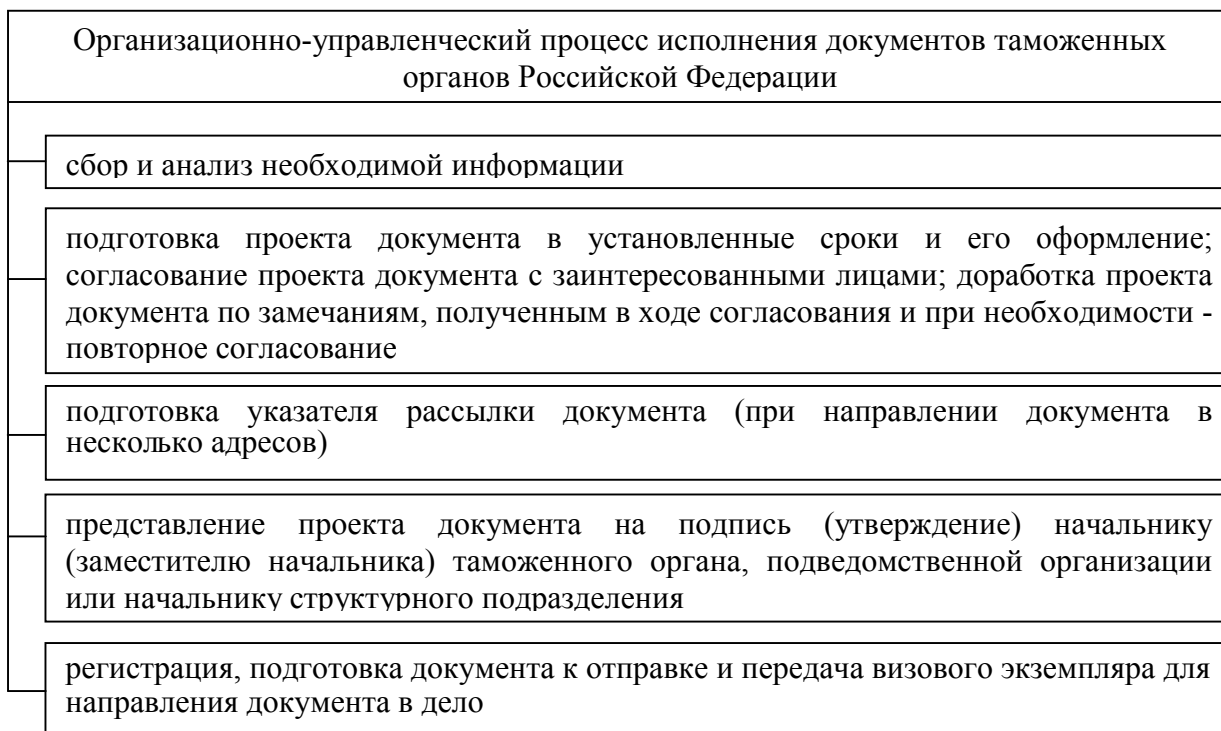 Организационно-управленческий процесс исполнения документов таможенных
органов Российской Федерации
сбор и анализ необходимой информации
подготовка проекта документа в установленные сроки и его оформление;
согласование проекта документа с заинтересованными лицами; доработка проекта
документа по замечаниям, полученным в ходе согласования и при необходимости -
повторное согласование
подготовка указателя рассылки документа (при направлении документа в
несколько адресов)
представление проекта документа на подпись (утверждение) начальнику
(заместителю начальника) таможенного органа, подведомственной организации
или начальнику структурного подразделения
регистрация, подготовка документа к отправке и передача визового экземпляра для
направления документа в дело